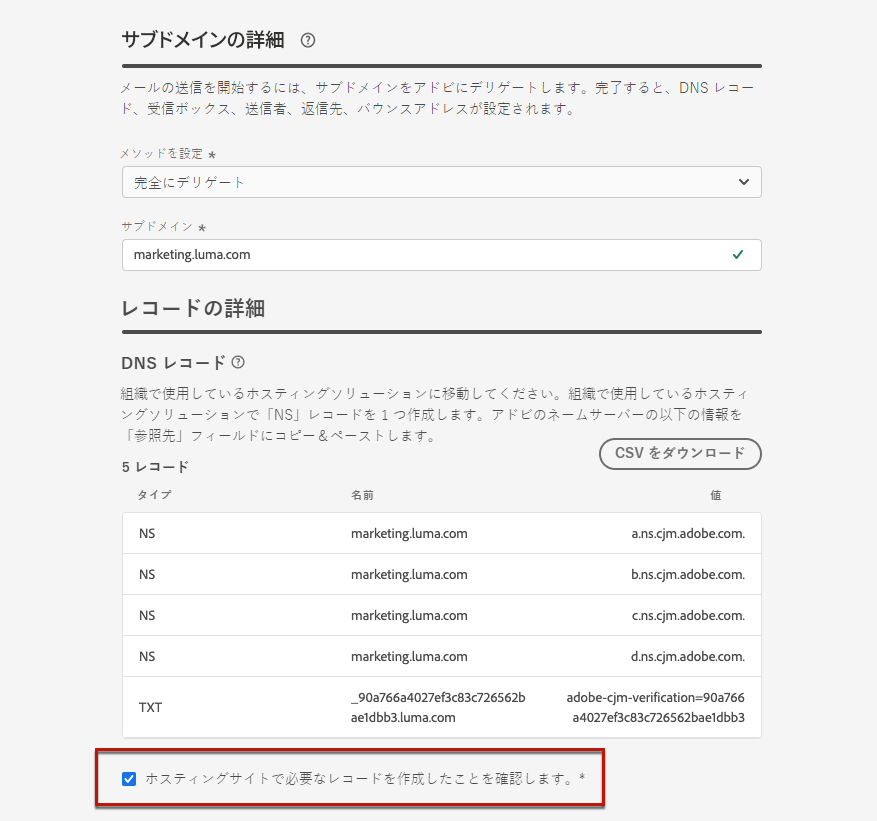 サブドメインの詳細
メールの送信を開始するには、サブドメインをアドビにデリゲートします。完了すると、DNS レコー
ド、受信ボックス、送信者、返信先、バウンスアドレスが設定されます。
メソッドを設定 *
完全にデリゲート
サブドメイン *
marketing.luma.com
レコードの詳細
DNS レコード
組織で使用しているホスティングソリューションに移動してください。組織で使用しているホスティ
ングソリューションで「NS」レコードを 1 つ作成します。アドビのネームサーバーの以下の情報を
「参照先」フィールドにコピー＆ペーストします。
CSV をダウンロード
5 レコード
タイプ 名前 値
NS marketing.luma.com a.ns.cjm.adobe.com.
NS marketing.luma.com b.ns.cjm.adobe.com.
NS marketing.luma.com c.ns.cjm.adobe.com.
NS marketing.luma.com d.ns.cjm.adobe.com.
_90a766a4027ef3c83c726562b adobe-cjm-verification=90a766
TXT
ae1dbb3.luma.com a4027ef3c83c726562bae1dbb3
ホスティングサイトで必要なレコードを作成したことを確認します。*